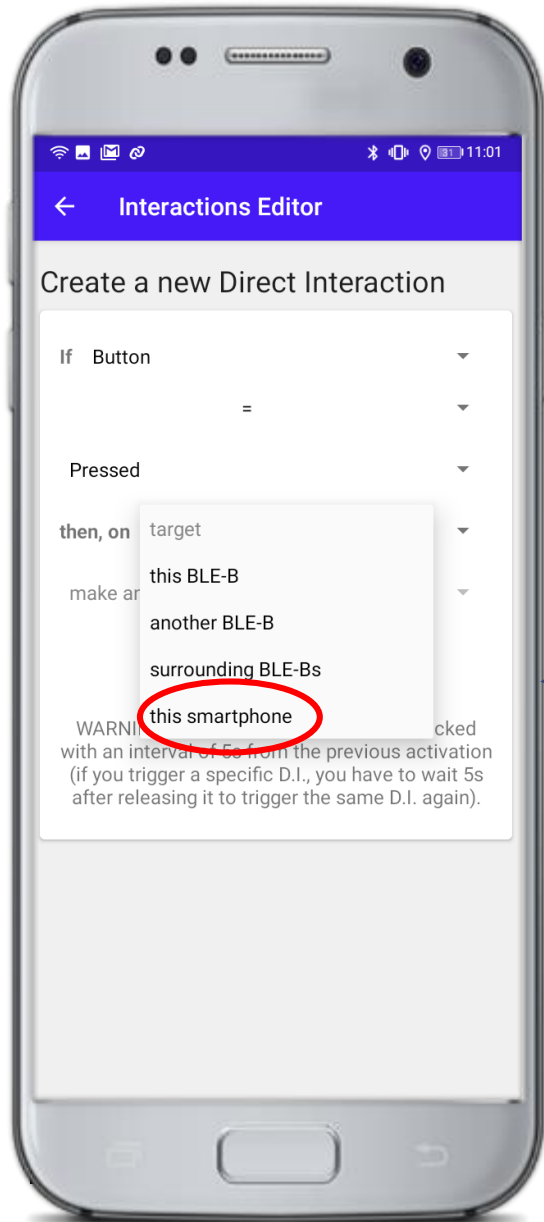 31 11:01
Interactions Editor
Create a new Direct Interaction
If Button
=
Pressed
then, on target
this BLE-B
make an
another BLE-B
surrounding BLE-Bs
this smartphone
cked
with an interval of 5s from the previous activation
(if you trigger a specific D.I., you have to wait 5s
after releasing it to trigger the same D.I. again).